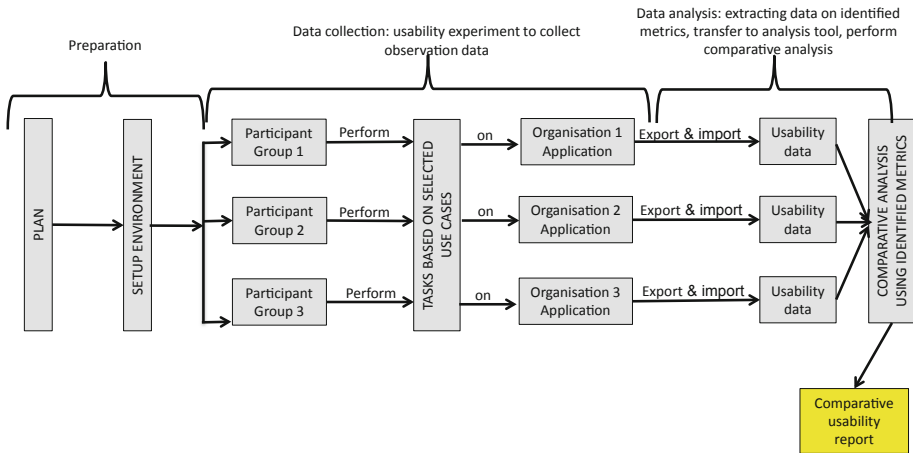 Preparation
Data collection: usability experiment to collect
observation data
Data analysis: extracting data on identified
metrics, transfer to analysis tool, perform
comparative analysis
PLAN
SETUP ENVIRONMENT
Participant
Group 1
Perform
TASKS BASED ON SELECTED
USE CASES
on
Organisation 1
Application
Export & import
Usability
data
Participant
Group 2
Perform
on
Organisation 2
Application
Export & import
Usability
data
Participant
Group 3
Perform
on
Organisation 3
Application
Export & import
Usability
data
COMPARATIVE ANALYSIS
USING IDENTIFIED METRICS
Comparative
usability
report